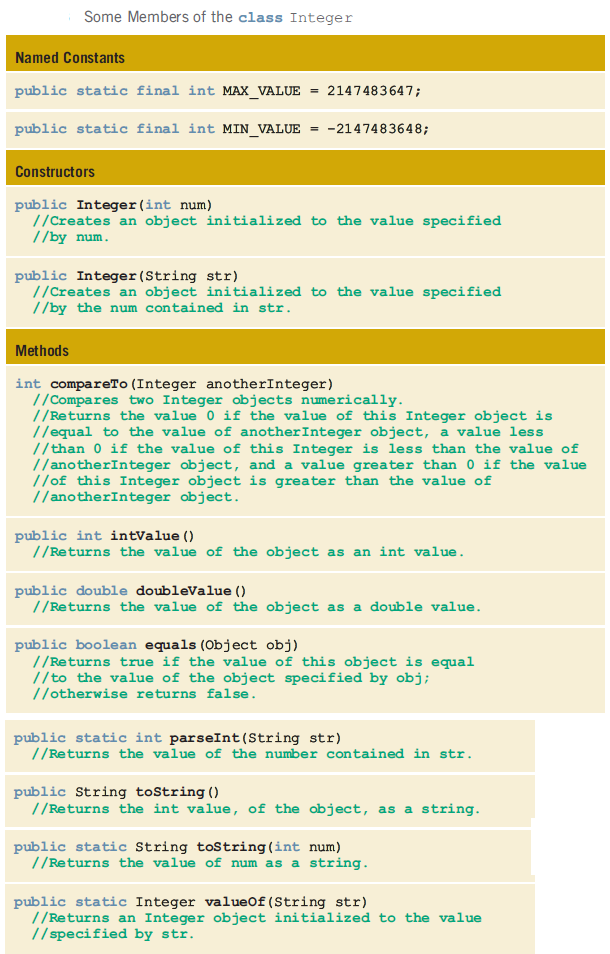 Some Members of the class Integer
Named Constants
public static final int MAX_VALUE = 2147483647;
public static final int MIN_VALUE = -2147483648;
Constructors
public Integer(int num)
//Creates an object initialized to the value specified
//by num.
public Integer(String str)
//Creates an object initialized to the value specified
//by the num contained in str.
Methods
int compareTo(Integer anotherInteger)
//Compares two Integer objects numerically.
//Returns the value 0 if the value of this Integer object is
//equal to the value of anotherInteger object, a value less
//than 0 if the value of this Integer is less than the value of
//anotherInteger object, and a value greater than 0 if the value
//of this Integer object is greater than the value of
//anotherInteger object.
public int intValue()
//Returns the value of the object as an int value.
public double doubleValue()
//Returns the value of the object as a double value.
public boolean equals(Object obj)
//Returns true if the value of this object is equal
//to the value of the object specified by obj;
//otherwise returns false.
public static int parseInt(String str)
//Returns the value of the number contained in str.
public String toString()
//Returns the int value, of the object, as a string.
public static String toString(int num)
//Returns the value of num as a string.
public static Integer valueOf(String str)
//Returns an Integer object initialized to the value
//specified by str.